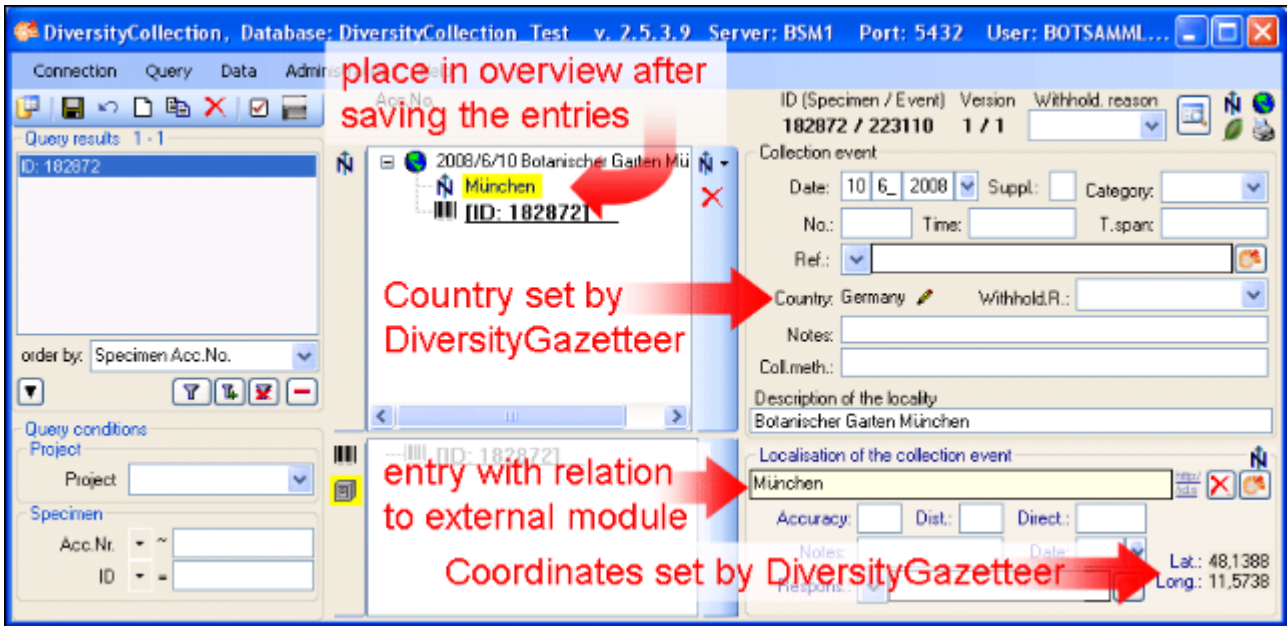 DiversityCollection, Database: DiversityCollection_Test v. 2.5.3.9 Server: BSM1 Port: 5432 User: BOTSAMML...
Connection Query Data
place in overview after
saving the entries
Query results 1 - 1
ID: 182872
order by: Specimen Acc.No.
Query conditions
Project
Project
Specimen
Acc.Nr. ~
ID =
Acc.No.
2008/6/10 Botanischer Garten Mü
München
[ID: 182872]
Country set by
DiversityGazetteer
[ID: 182872]
entry with relation
to external module
Coordinates set by DiversityGazetteer
ID (Specimen / Event) Version Withhold. reason
182872 / 223110 1 / 1
Collection event
Date: 10 6_ 2008 Suppl.: Category:
No.: Time: T.span:
Ref.:
Country: Germany Withhold.R.:
Notes:
Coll.meth.:
Description of the locality
Botanischer Garten München
Localisation of the collection event
München
Accuracy: Dist.: Direct.:
Notes: Date:
Respons.:
Lat.: 48,1388
Long.: 11,5738